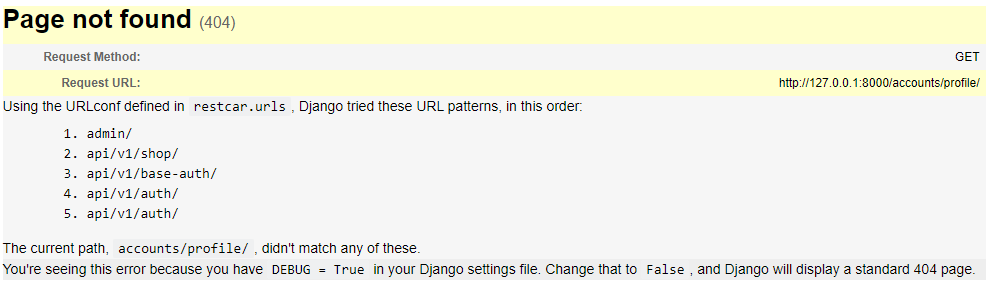 Page not found (404)
Request Method: GET
Request URL: http://127.0.0.1:8000/accounts/profile/
Using the URLconf defined in restcar.urls , Django tried these URL patterns, in this order:
1. admin/
2. api/v1/shop/
3. api/v1/base-auth/
4. api/v1/auth/
5. api/v1/auth/
The current path, accounts/profile/ , didn't match any of these.
You're seeing this error because you have DEBUG = True in your Django settings file. Change that to False , and Django will display a standard 404 page.